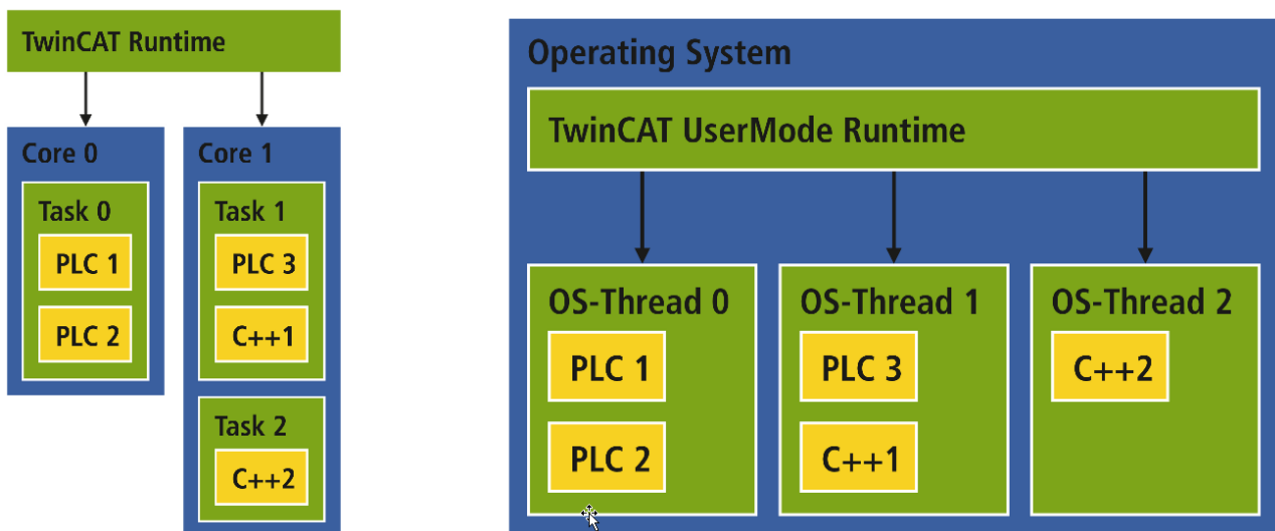 TwinCAT Runtime
Core 0
Task 0
PLC 1
PLC 2
Core 1
Task 1
PLC 3
C++1
Task 2
C++2
Operating System
TwinCAT UserMode Runtime
OS-Thread 0
PLC 1
PLC 2
OS-Thread 1
PLC 3
C++1
OS-Thread 2
C++2